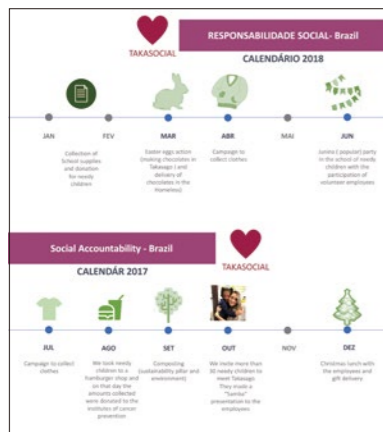 RESPONSABILIDADE SOCIAL- Brazil
TAKASOCIAL
CALENDÁRIO 2018
JAN
FEV
MAR
ABR
MAI
JUN
Collection of
School supplies
and donation
for needy
children
Easter eggs action
(making chocolates in
Takasago ) and
delivery of
chocolates in the
Homeless)
Campaign to
collect clothes
Junina ( popular) party
in the school of needy
children with the
participation of
volunteer employees
Social Accountability - Brazil
TAKASOCIAL
CALENDÁR 2017
JUL
AGO
SET
OUT
NOV
DEZ
Campaign to collect
clothes
We took needy
children to a
hamburger shop and
on that day the
amounts collected
were donated to the
institutes of cancer
prevention
Composting
(sustainability pillar and
environment)
We invite more than
30 needy children to
meet Takasago.
They made a
"Samba"
presentation to the
employees
Christmas lunch with
the employees and
gift delivery